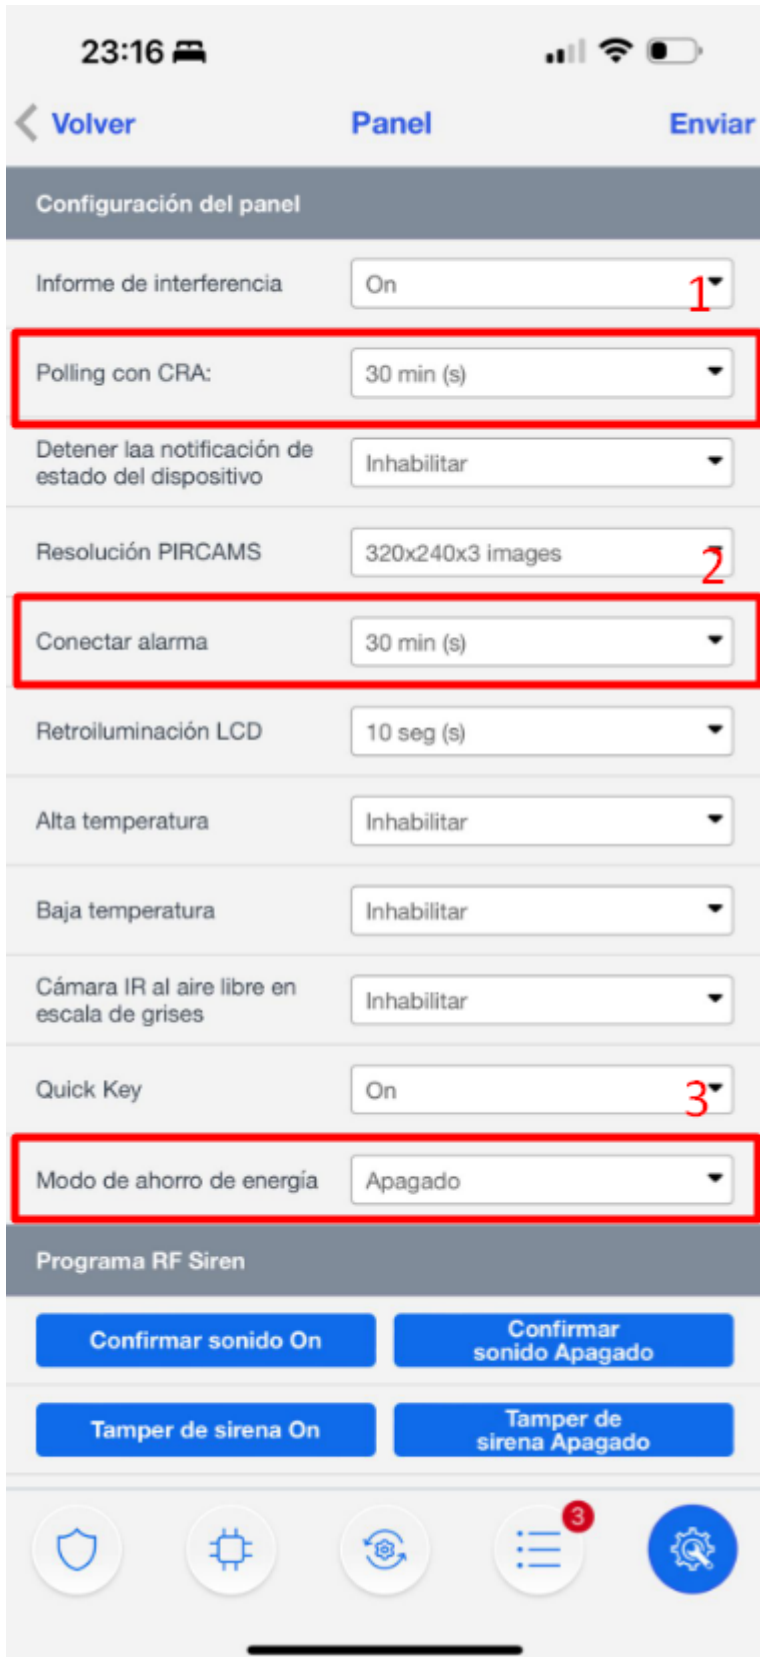 23:16
Volver
Panel
Enviar
Configuración del panel
Informe de interferencia
On
1
Polling con CRA:
30 min (s)
Detener laa notificación de
estado del dispositivo
Inhabilitar
Resolución PIRCAMS
320x240x3 images
2
Conectar alarma
30 min (s)
Retroiluminación LCD
10 seg (s)
Alta temperatura
Inhabilitar
Baja temperatura
Inhabilitar
Cámara IR al aire libre en
escala de grises
Inhabilitar
Quick Key
On
3
Modo de ahorro de energía
Apagado
Programa RF Siren
Confirmar sonido On
Confirmar
sonido Apagado
Tamper de sirena On
Tamper de
sirena Apagado
3